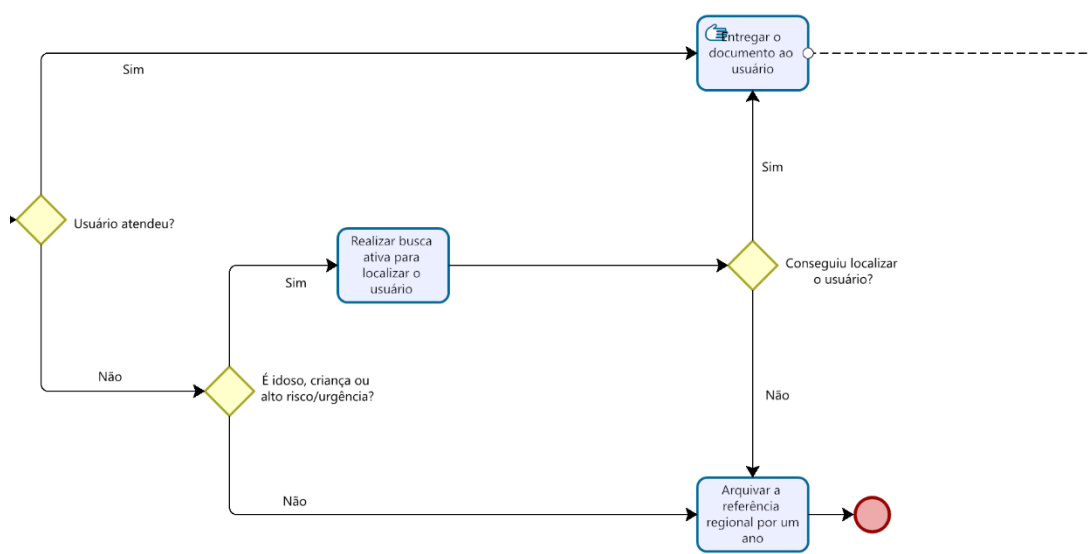 Entregar o
documento ao
usuário
Sim
Sim
Usuário atendeu?
Realizar busca
ativa para
localizar o
usuário
Sim
Conseguiu localizar
o usuário?
Não
É idoso, criança ou
alto risco/urgência?
Não
Não
Arquivar a
referência
regional por um
ano